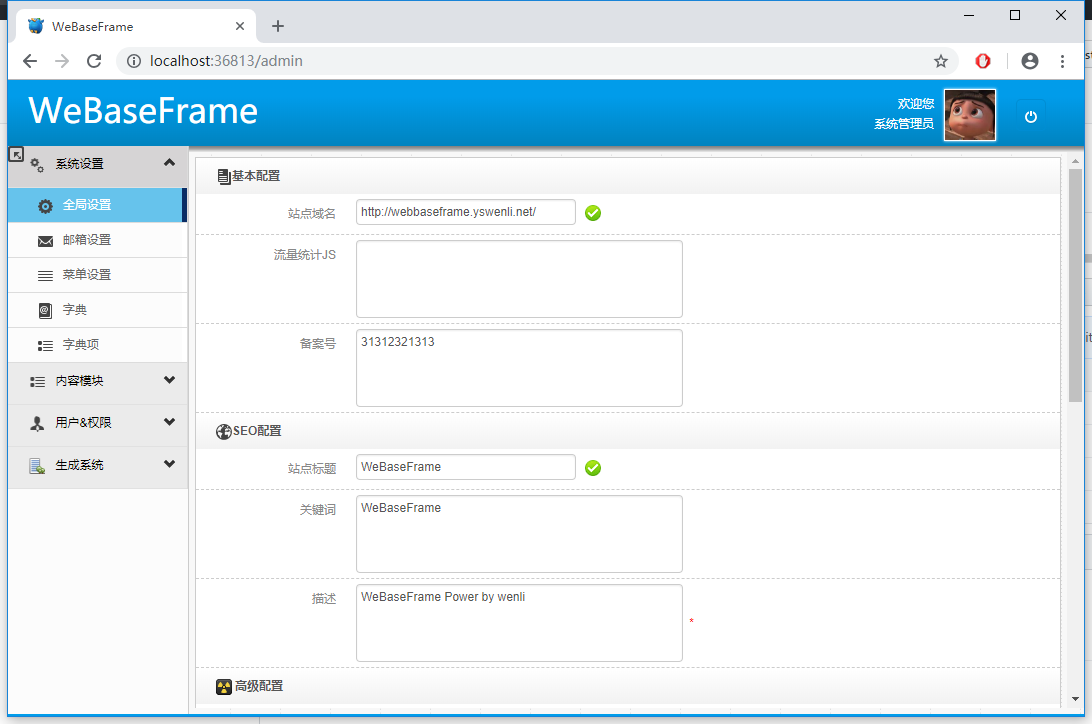 WeBaseFrame
localhost:36813/admin
WeBaseFrame
欢迎您
系统管理员
系统设置
全局设置
邮箱设置
菜单设置
字典
字典项
内容模块
用户&权限
生成系统
基本配置
站点域名 http://webbaseframe.yswenli.net/
流量统计JS
备案号 31312321313
SEO配置
站点标题 WeBaseFrame
关键词 WeBaseFrame
描述 WeBaseFrame Power by wenli
*
高级配置